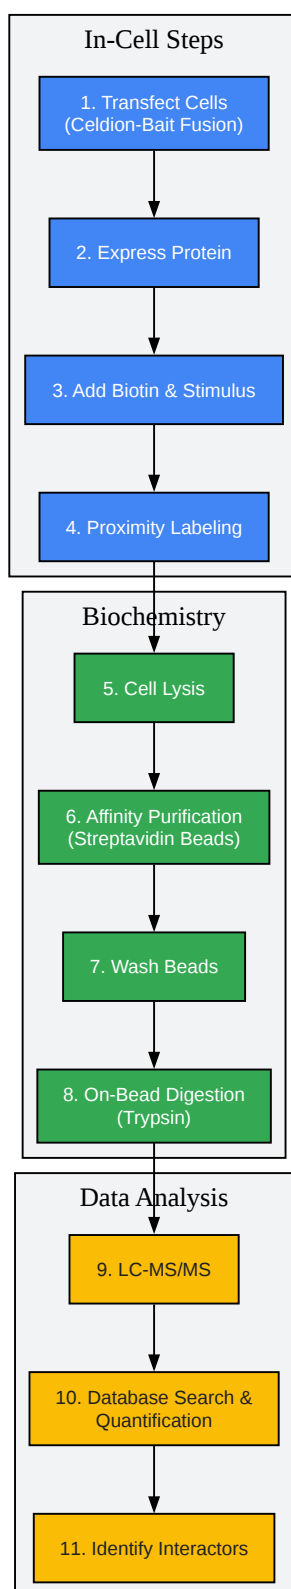 In-Cell Steps
1. Transfect Cells
(Celdion-Bait Fusion)
2. Express Protein
3. Add Biotin & Stimulus
4. Proximity Labeling
Biochemistry
5. Cell Lysis
6. Affinity Purification
(Streptavidin Beads)
7. Wash Beads
8. On-Bead Digestion
(Trypsin)
Data Analysis
9. LC-MS/MS
10. Database Search &
Quantification
11. Identify Interactors